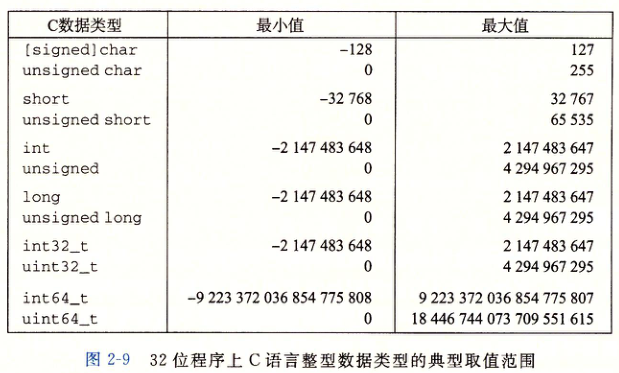 C数据类型 最小值 最大值
[signed]char −128 127
unsigned char 0 255
short −32 768 32 767
unsigned short 0 65 535
int −2 147 483 648 2 147 483 647
unsigned 0 4 294 967 295
long −2 147 483 648 2 147 483 647
unsigned long 0 4 294 967 295
int32_t −2 147 483 648 2 147 483 647
uint32_t 0 4 294 967 295
int64_t −9 223 372 036 854 775 808 9 223 372 036 854 775 807
uint64_t 0 18 446 744 073 709 551 615
图 2-9 32 位程序上 C 语言整型数据类型的典型取值范围